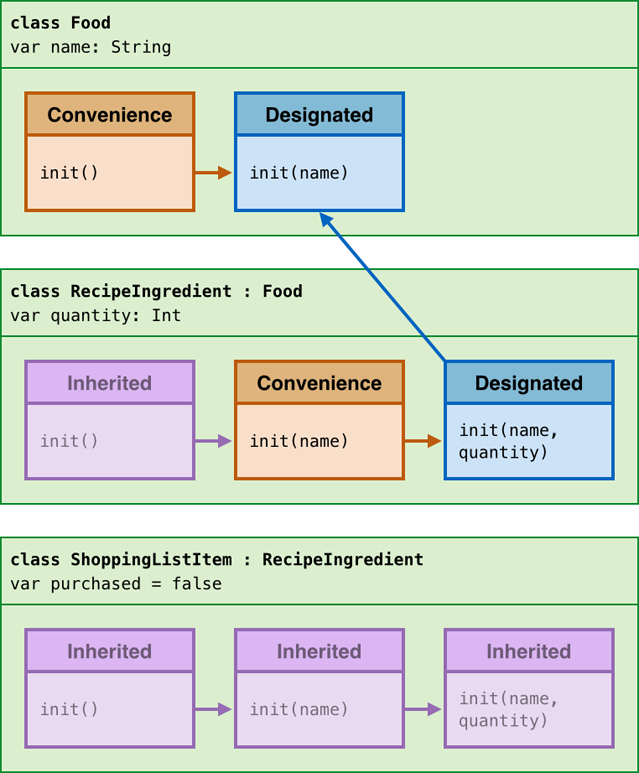 class Food
var name: String
Convenience
Designated
init()
init(name)
class RecipeIngredient : Food
var quantity: Int
Inherited
Convenience
Designated
init()
init(name)
init(name,
quantity)
class ShoppingListItem : RecipeIngredient
var purchased = false
Inherited
Inherited
Inherited
init()
init(name)
init(name,
quantity)